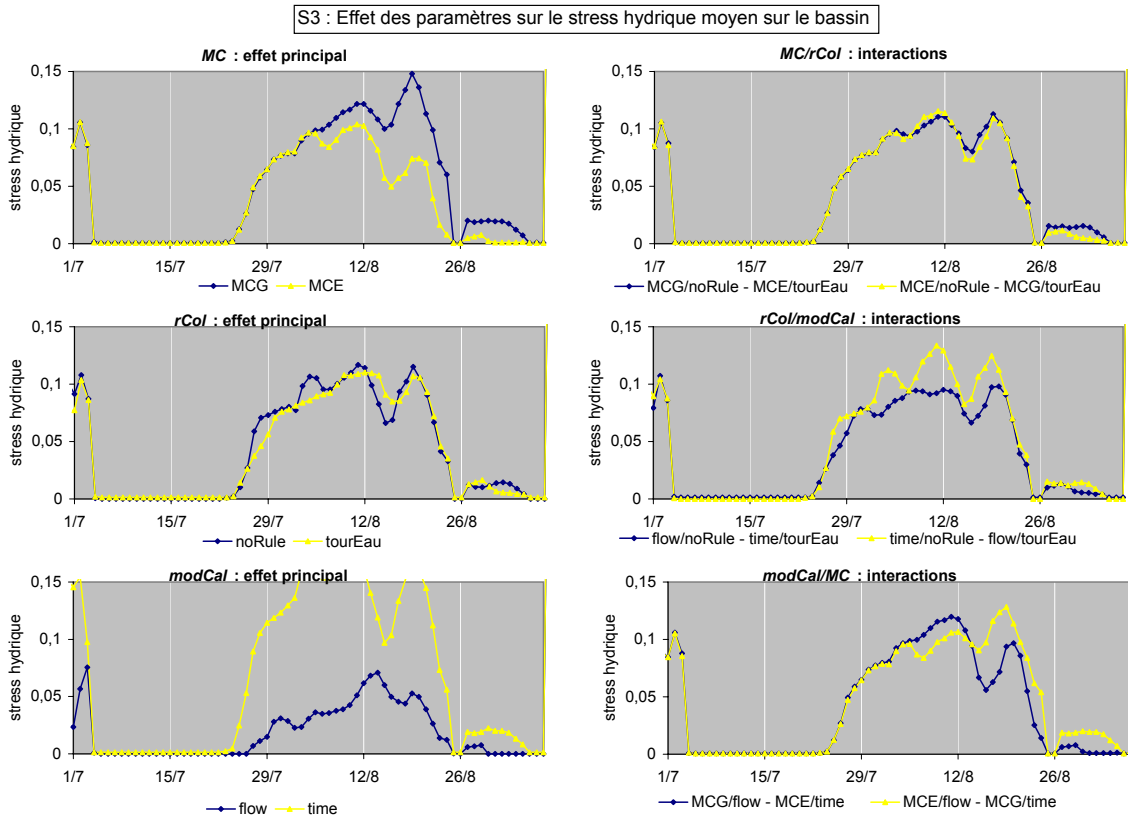 S3 : Effet des paramètres sur le stress hydrique moyen sur le bassin
MC : effet principal
0,15
0,1
0,05
0
stress hydrique
1/7 15/7 29/7 12/8 26/8
MCG MCE
MC/rCol : interactions
0,15
0,1
0,05
0
stress hydrique
1/7 15/7 29/7 12/8 26/8
MCG/noRule - MCE/tourEau MCE/noRule - MCG/tourEau
rCol : effet principal
0,15
0,1
0,05
0
stress hydrique
1/7 15/7 29/7 12/8 26/8
noRule tourEau
rCol/modCal : interactions
0,15
0,1
0,05
0
stress hydrique
1/7 15/7 29/7 12/8 26/8
flow/noRule - time/tourEau time/noRule - flow/tourEau
modCal : effet principal
0,15
0,1
0,05
0
stress hydrique
1/7 15/7 29/7 12/8 26/8
flow time
modCal/MC : interactions
0,15
0,1
0,05
0
stress hydrique
1/7 15/7 29/7 12/8 26/8
MCG/flow - MCE/time MCE/flow - MCG/time